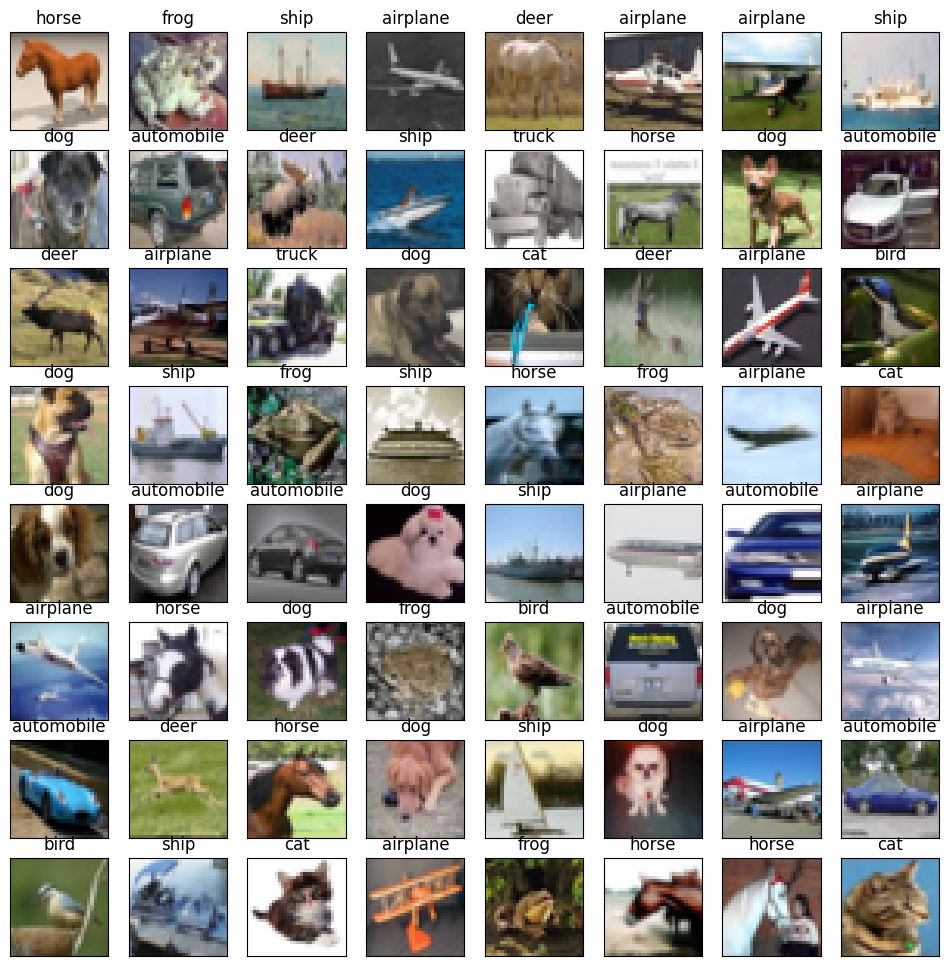 horse frog ship airplane deer airplane airplane ship
dog automobile deer ship truck horse dog automobile
deer airplane truck dog cat deer airplane bird
dog ship frog ship horse frog airplane cat
dog automobile automobile dog ship airplane automobile airplane
airplane horse dog frog bird automobile dog airplane
automobile deer horse dog ship dog airplane automobile
bird ship cat airplane frog horse horse cat